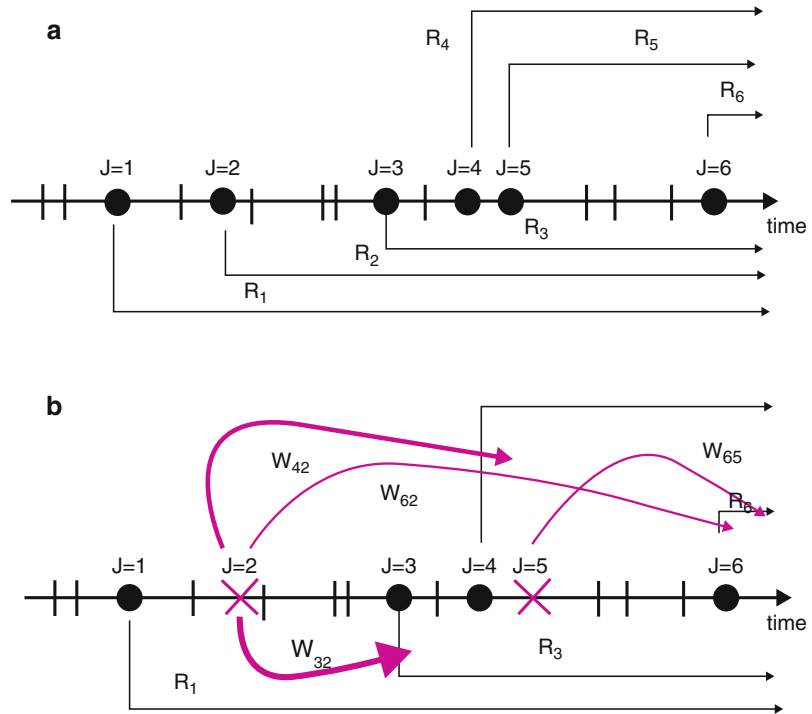 a
R4 R5
R6
J=1 J=2 J=3 J=4 J=5 J=6
time
R3
R2
R1
b
W42 W65
W62
R6
J=1 J=2 J=3 J=4 J=5 J=6
time
W32 R3
R1